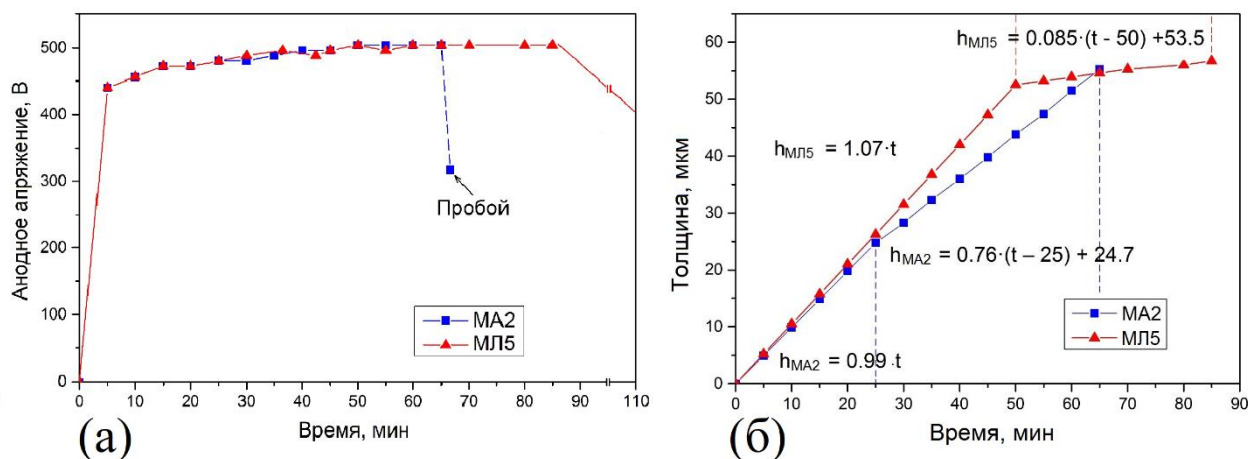 Анодное апряжение, В
500
400
300
200
100
0
Пробой
МА2
МЛ5
0 10 20 30 40 50 60 70 80 90 110
Время, мин
(а)
Толщина, мкм
60
50
40
30
20
10
0
hМЛ5 = 0.085·(t - 50) +53.5
hМЛ5 = 1.07·t
hМА2 = 0.76·(t – 25) + 24.7
hМА2 = 0.99·t
МА2
МЛ5
0 10 20 30 40 50 60 70 80 90
Время, мин
(б)